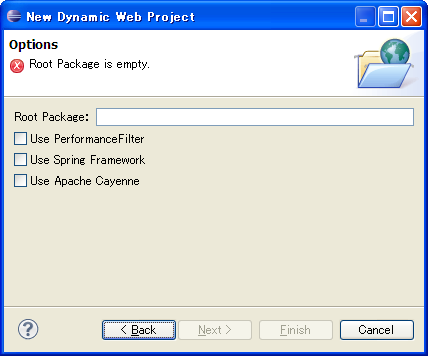 New Dynamic Web Project
Options
Root Package is empty.
Root Package:
Use PerformanceFilter
Use Spring Framework
Use Apache Cayenne
? < Back Next > Finish Cancel